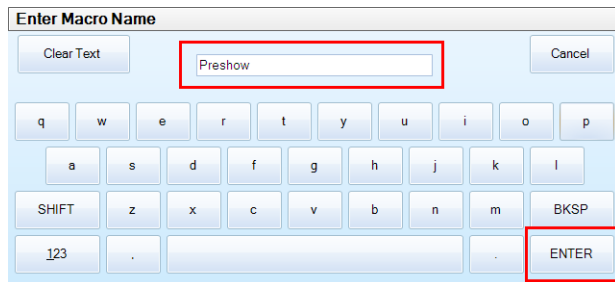 Enter Macro Name
Clear Text Preshow Cancel
q w e r t y u i o p
a s d f g h j k l
SHIFT z x c v b n m BKSP
123 , . ENTER